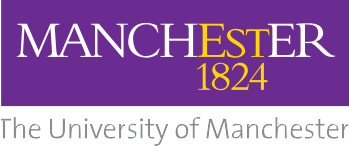 MANCHEstER
1824
The University of Manchester